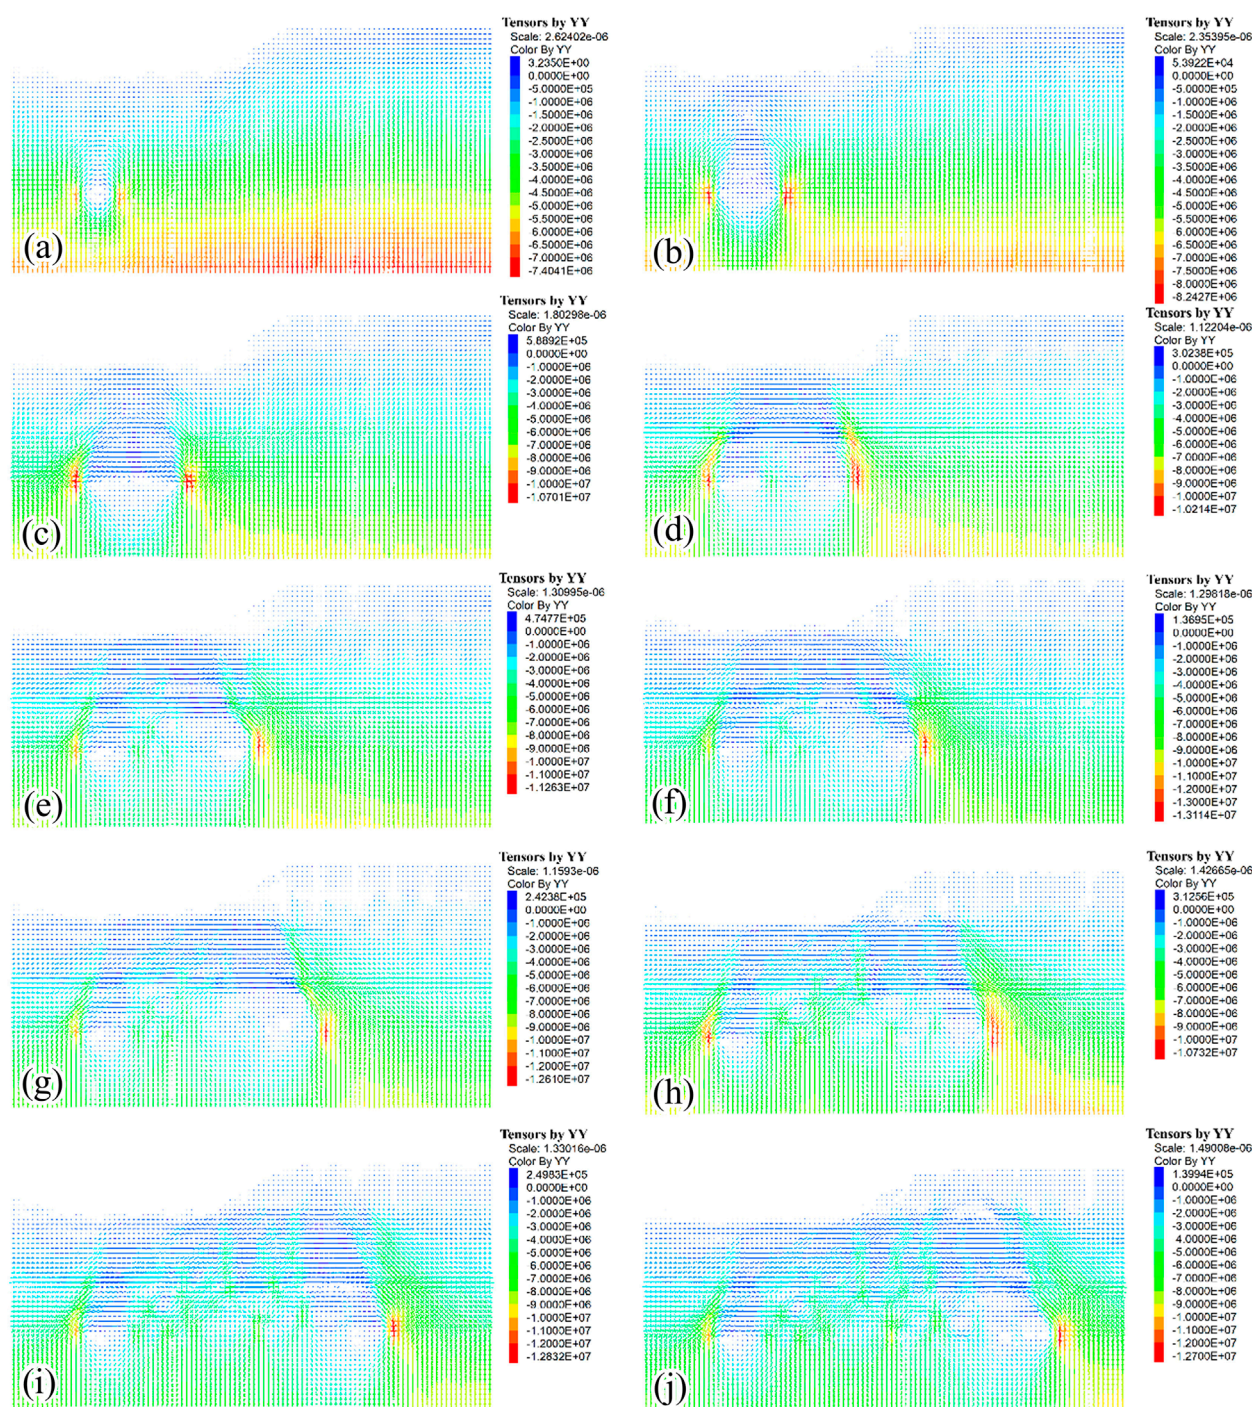 Tensors by YY
Scale: 2.62402e-06
Color By YY
3.2350E+00
0.0000E+00
-5.0000E+05
-1.0000E+06
-1.5000E+06
-2.0000E+06
-2.5000E+06
-3.0000E+06
-3.5000E+06
-4.0000E+06
-4.5000E+06
-5.0000E+06
-5.5000E+06
-6.0000E+06
-6.5000E+06
-7.0000E+06
-7.4041E+06
(a)
Tensors by YY
Scale: 2.35395e-06
Color By YY
5.3922E+04
0.0000E+00
-5.0000E+05
-1.0000E+06
-1.5000E+06
-2.0000E+06
-2.5000E+06
-3.0000E+06
-3.5000E+06
-4.0000E+06
-4.5000E+06
-5.0000E+06
-5.5000E+06
-6.0000E+06
-6.5000E+06
-7.0000E+06
-7.5000E+06
-8.0000E+06
-8.2427E+06
(b)
Tensors by YY
Scale: 1.80298e-06
Color By YY
5.8892E+05
0.0000E+00
-1.0000E+06
-2.0000E+06
-3.0000E+06
-4.0000E+06
-5.0000E+06
-6.0000E+06
-7.0000E+06
-8.0000E+06
-9.0000E+06
-1.0000E+07
-1.0701E+07
(c)
Tensors by YY
Scale: 1.12204e-06
Color By YY
3.0238E+05
0.0000E+00
-1.0000E+06
-2.0000E+06
-3.0000E+06
-4.0000E+06
-5.0000E+06
-6.0000E+06
-7.0000E+06
-8.0000E+06
-9.0000E+06
-1.0000E+07
-1.0214E+07
(d)
Tensors by YY
Scale: 1.30995e-06
Color By YY
4.7477E+05
0.0000E+00
-1.0000E+06
-2.0000E+06
-3.0000E+06
-4.0000E+06
-5.0000E+06
-6.0000E+06
-7.0000E+06
-8.0000E+06
-9.0000E+06
-1.0000E+07
-1.1000E+07
-1.1263E+07
(e)
Tensors by YY
Scale: 1.29818e-06
Color By YY
1.3695E+05
0.0000E+00
-1.0000E+06
-2.0000E+06
-3.0000E+06
-4.0000E+06
-5.0000E+06
-6.0000E+06
-7.0000E+06
-8.0000E+06
-9.0000E+06
-1.0000E+07
-1.1000E+07
-1.2000E+07
-1.3000E+07
-1.3114E+07
(f)
Tensors by YY
Scale: 1.1593e-06
Color By YY
2.4238E+05
0.0000E+00
-1.0000E+06
-2.0000E+06
-3.0000E+06
-4.0000E+06
-5.0000E+06
-6.0000E+06
-7.0000E+06
-8.0000E+06
-9.0000E+06
-1.0000E+07
-1.1000E+07
-1.2000E+07
-1.2610E+07
(g)
Tensors by YY
Scale: 1.42665e-06
Color By YY
3.1256E+05
0.0000E+00
-1.0000E+06
-2.0000E+06
-3.0000E+06
-4.0000E+06
-5.0000E+06
-6.0000E+06
-7.0000E+06
-8.0000E+06
-9.0000E+06
-1.0000E+07
-1.0732E+07
(h)
Tensors by YY
Scale: 1.33016e-06
Color By YY
2.4983E+05
0.0000E+00
-1.0000E+06
-2.0000E+06
-3.0000E+06
-4.0000E+06
-5.0000E+06
-6.0000E+06
-7.0000E+06
-8.0000E+06
-9.0000E+06
-1.0000E+07
-1.1000E+07
-1.2000E+07
-1.2832E+07
(i)
Tensors by YY
Scale: 1.49008e-06
Color By YY
1.3994E+05
0.0000E+00
-1.0000E+06
-2.0000E+06
-3.0000E+06
-4.0000E+06
-5.0000E+06
-6.0000E+06
-7.0000E+06
-8.0000E+06
-9.0000E+06
-1.0000E+07
-1.1000E+07
-1.2000E+07
-1.2700E+07
(j)